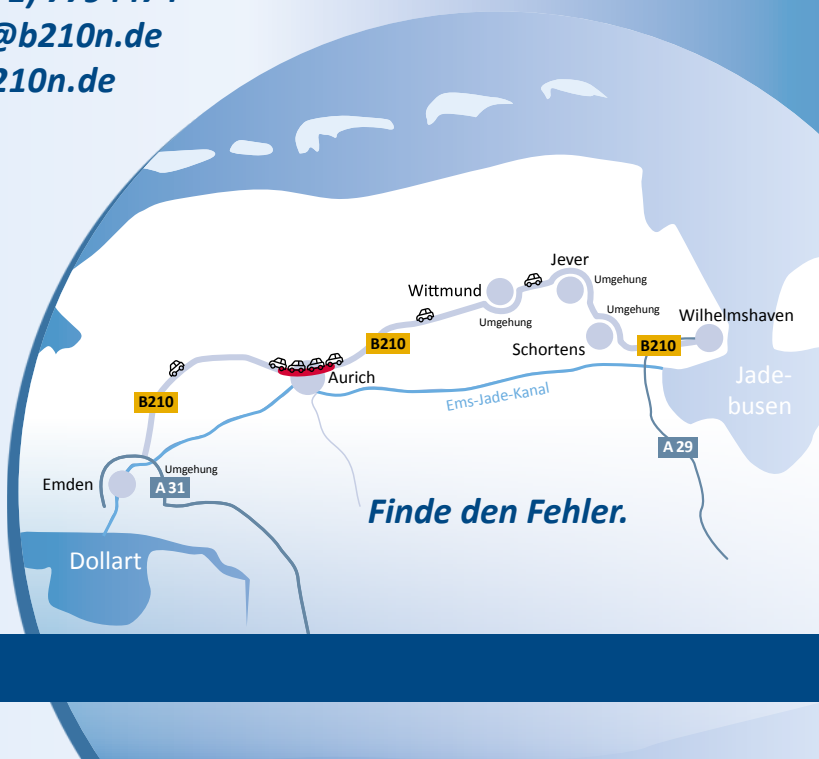 @b210n.de
210n.de
Jever
Umgehung
Wittmund
Umgehung
Umgehung
Wilhelmshaven
Schortens
B210
B210
Aurich
Jade-
busen
B210
Ems-Jade-Kanal
A 29
Umgehung
Emden
A 31
Finde den Fehler.
Dollart